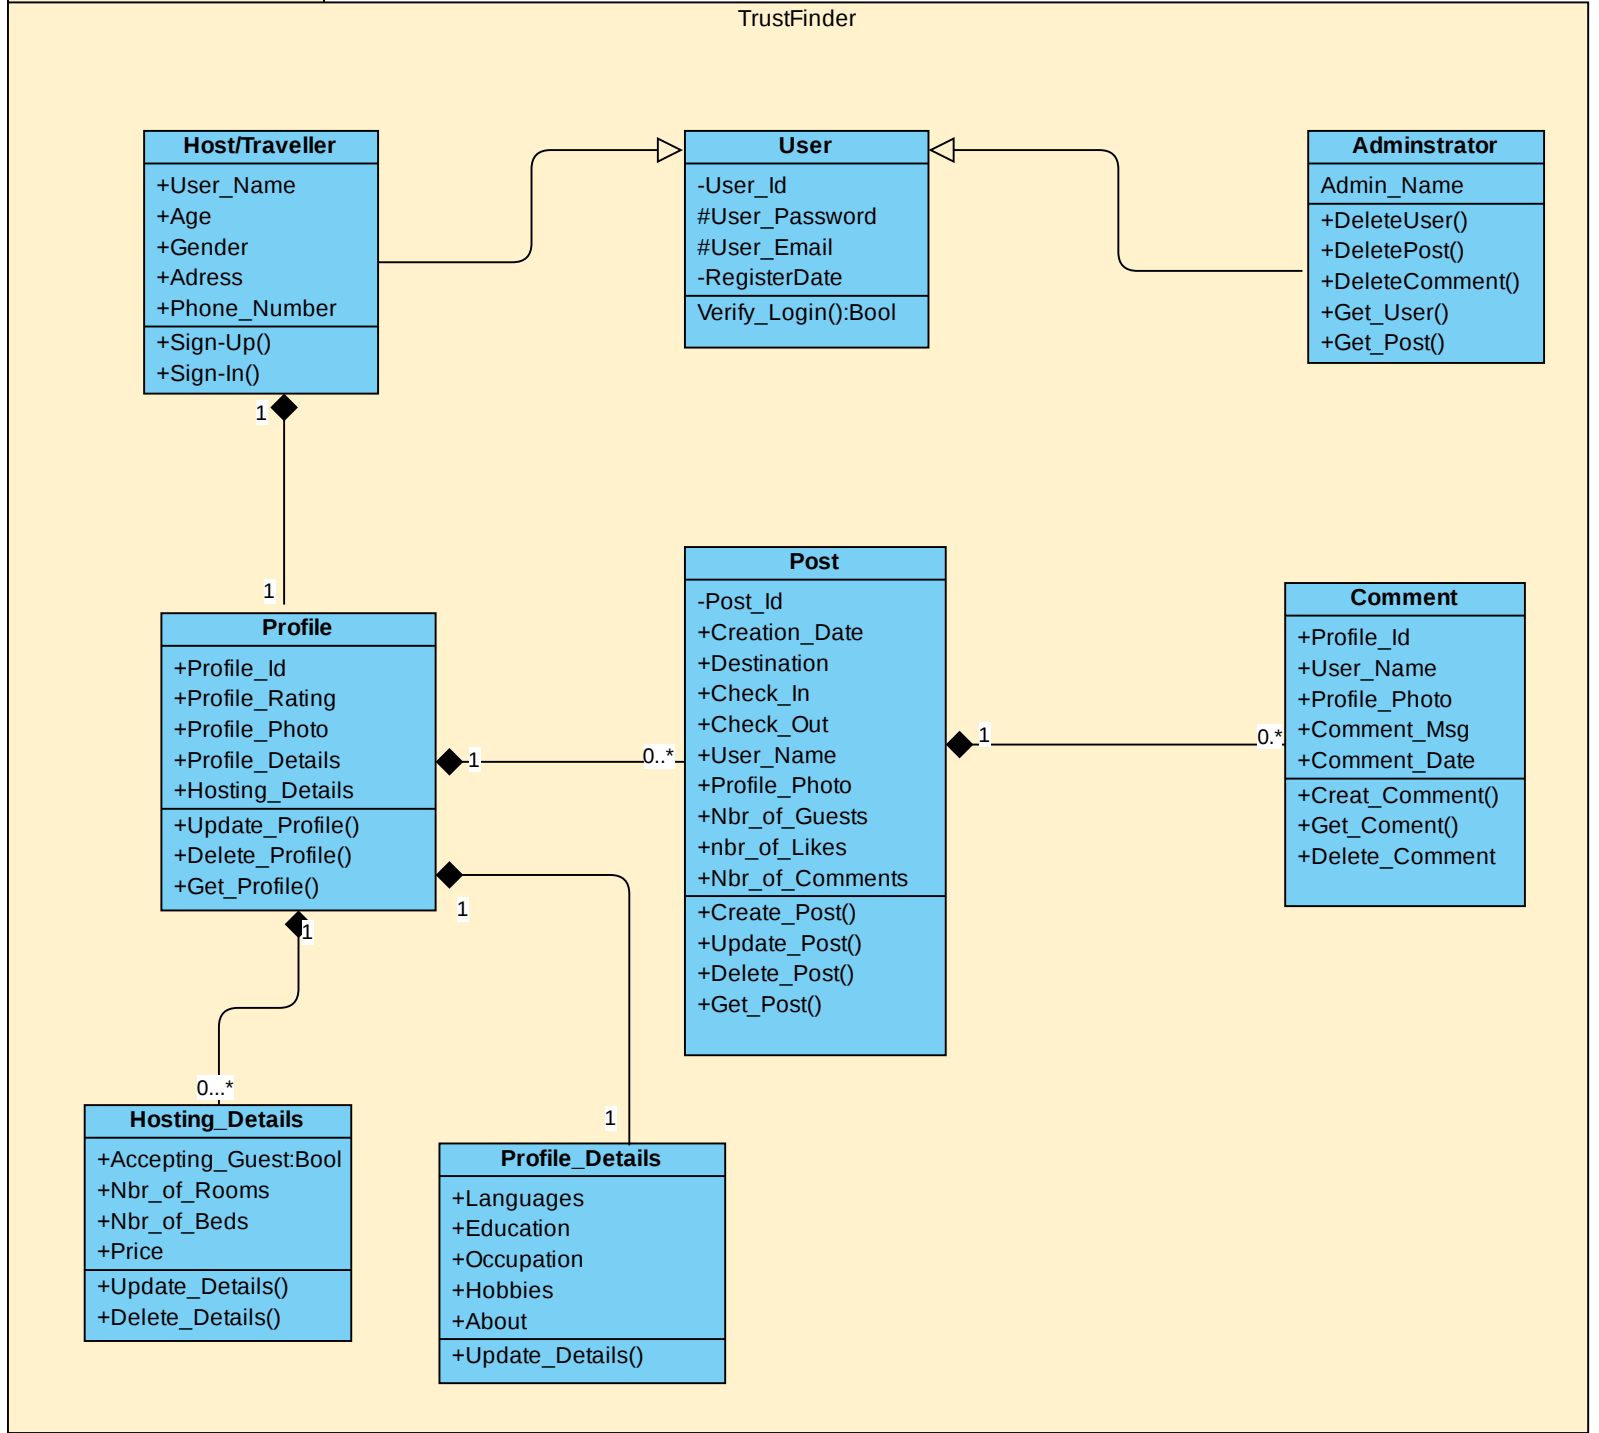 TrustFinder
Host/Traveller
+User_Name
+Age
+Gender
+Adress
+Phone_Number
+Sign-Up()
+Sign-In()
User
-User_Id
#User_Password
#User_Email
-RegisterDate
Verify_Login():Bool
Adminstrator
Admin_Name
+DeleteUser()
+DeletePost()
+DeleteComment()
+Get_User()
+Get_Post()
1
1
Profile
+Profile_Id
+Profile_Rating
+Profile_Photo
+Profile_Details
+Hosting_Details
+Update_Profile()
+Delete_Profile()
+Get_Profile()
1
0..*
Post
-Post_Id
+Creation_Date
+Destination
+Check_In
+Check_Out
+User_Name
+Profile_Photo
+Nbr_of_Guests
+nbr_of_Likes
+Nbr_of_Comments
+Create_Post()
+Update_Post()
+Delete_Post()
+Get_Post()
1
0.*
Comment
+Profile_Id
+User_Name
+Profile_Photo
+Comment_Msg
+Comment_Date
+Creat_Comment()
+Get_Coment()
+Delete_Comment
1
1
0...*
1
Hosting_Details
+Accepting_Guest:Bool
+Nbr_of_Rooms
+Nbr_of_Beds
+Price
+Update_Details()
+Delete_Details()
Profile_Details
+Languages
+Education
+Occupation
+Hobbies
+About
+Update_Details()